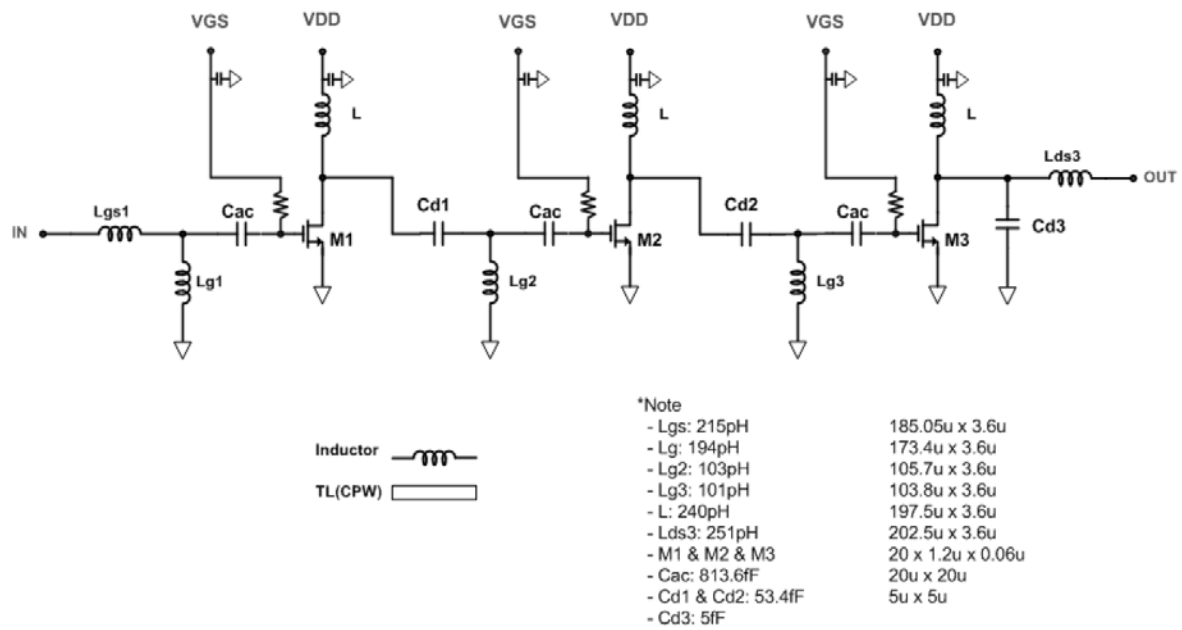 VGS VDD VGS VDD VGS VDD
L L L
Lds3
OUT
Cd1 Cd2
Lgs1 Cac Cac Cac Cd3
IN M1 M2 M3
Lg1 Lg2 Lg3
*Note
- Lgs: 215pH 185.05u x 3.6u
- Lg: 194pH 173.4u x 3.6u
Inductor
- Lg2: 103pH 105.7u x 3.6u
- Lg3: 101pH 103.8u x 3.6u
TL(CPW)
- L: 240pH 197.5u x 3.6u
- Lds3: 251pH 202.5u x 3.6u
- M1 & M2 & M3 20 x 1.2u x 0.06u
- Cac: 813.6fF 20u x 20u
- Cd1 & Cd2: 53.4fF 5u x 5u
- Cd3: 5fF